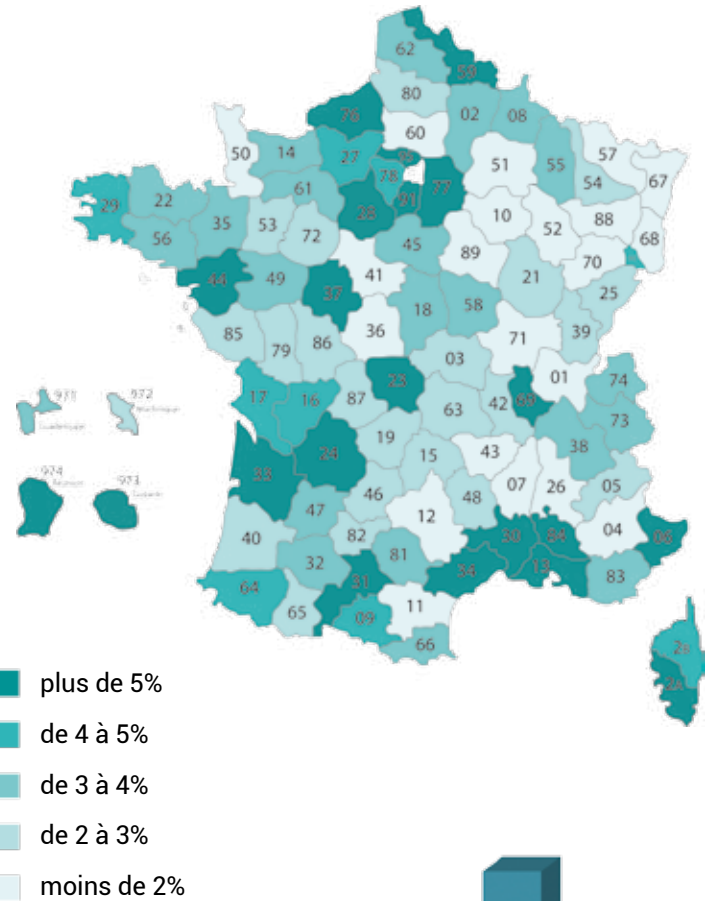 62
59
80
02 08
76
60
50 14 27 95 51 55 57
78 77 54 67
61 91
29 22 28 10 88
35 53 52 68
56 72 45 89 70
44 49 37 41 21 25
18 58
85 79 86 36 71 39
03
23 01 74
17 16 87 63 42 69
971 972 73
Guadeloupe Martinique 19 38
24 15 43
974 973 33 46 48 07 26 05
Réunion Guyane 47 12
40 82 30 84 04 06
32 81 34 13 83
64 31
65 09 11
66
2B
2A
plus de 5%
de 4 à 5%
de 3 à 4%
de 2 à 3%
moins de 2%